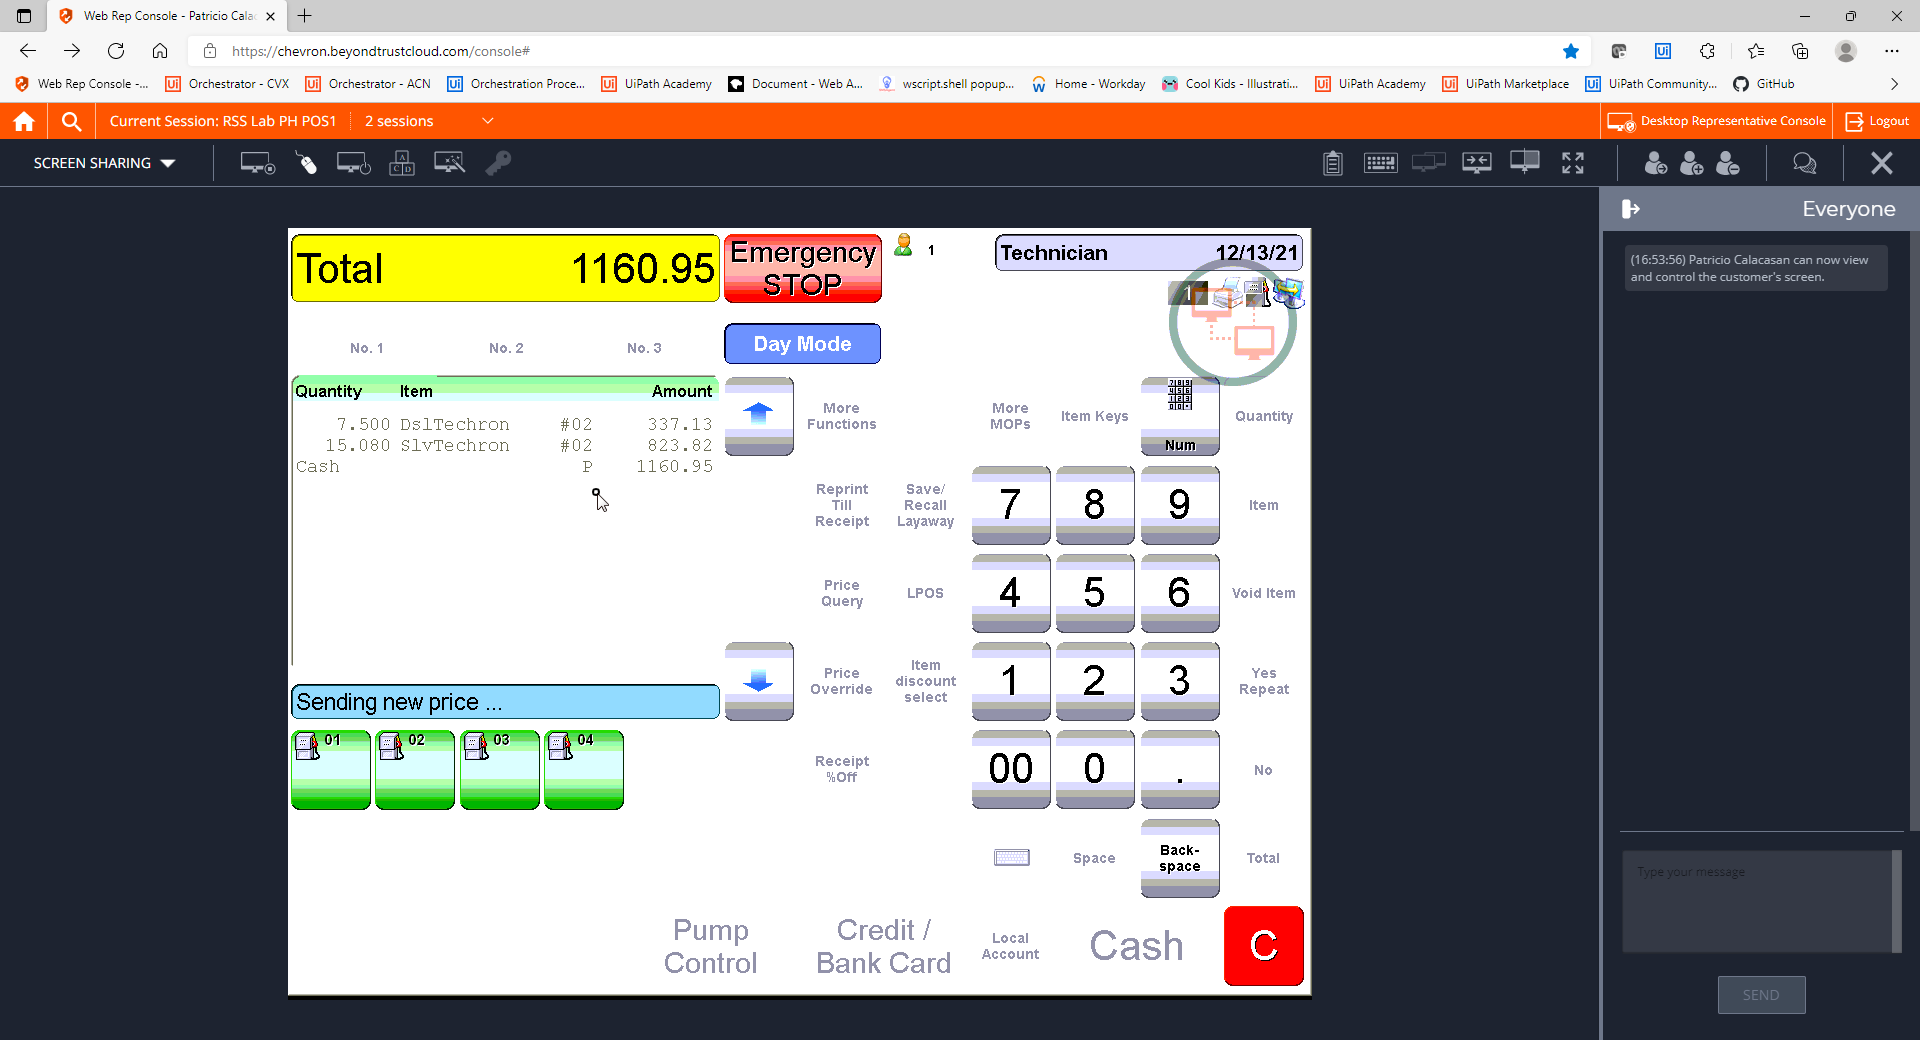 Web Rep Console - Patricio Cala
https://chevron.beyondtrustcloud.com/console#
Web Rep Console -...
Orchestrator - CVX
Orchestrator - ACN
Orchestration Proce...
UiPath Academy
Document - Web A...
wscript.shell popup...
Home - Workday
Cool Kids - Illustrati...
UiPath Academy
UiPath Marketplace
UiPath Community...
GitHub
Current Session: RSS Lab PH POS1
2 sessions
Desktop Representative Console
Logout
SCREEN SHARING
Everyone
(16:53:56) Patricio Calacasan can now view
and control the customer's screen.
Total 1160.95
Emergency
STOP
1
Technician 12/13/21
1
No. 1 No. 2 No. 3
Day Mode
Quantity Item Amount
7.500 DslTechron #02 337.13
15.080 SlvTechron #02 823.82
Cash P 1160.95
More
Functions
More
MOPs
Item Keys
Num
Quantity
Reprint
Till
Receipt
Save/
Recall
Layaway
7 8 9
Item
Price
Query
LPOS
4 5 6
Void Item
Price
Override
Item
discount
select
1 2 3
Yes
Repeat
Sending new price ...
01 02 03 04
Receipt
%Off
00 0 .
No
Space
Back-
space
Total
Pump
Control
Credit /
Bank Card
Local
Account
Cash
C
Type your message
SEND